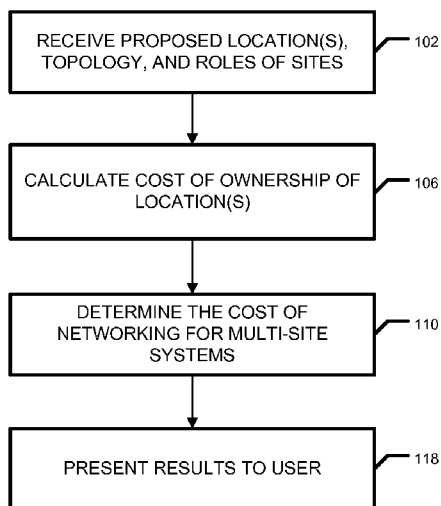 RECEIVE PROPOSED LOCATION(S),
TOPOLOGY, AND ROLES OF SITES
102
CALCULATE COST OF OWNERSHIP OF
LOCATION(S)
106
DETERMINE THE COST OF
NETWORKING FOR MULTI-SITE
SYSTEMS
110
PRESENT RESULTS TO USER
118